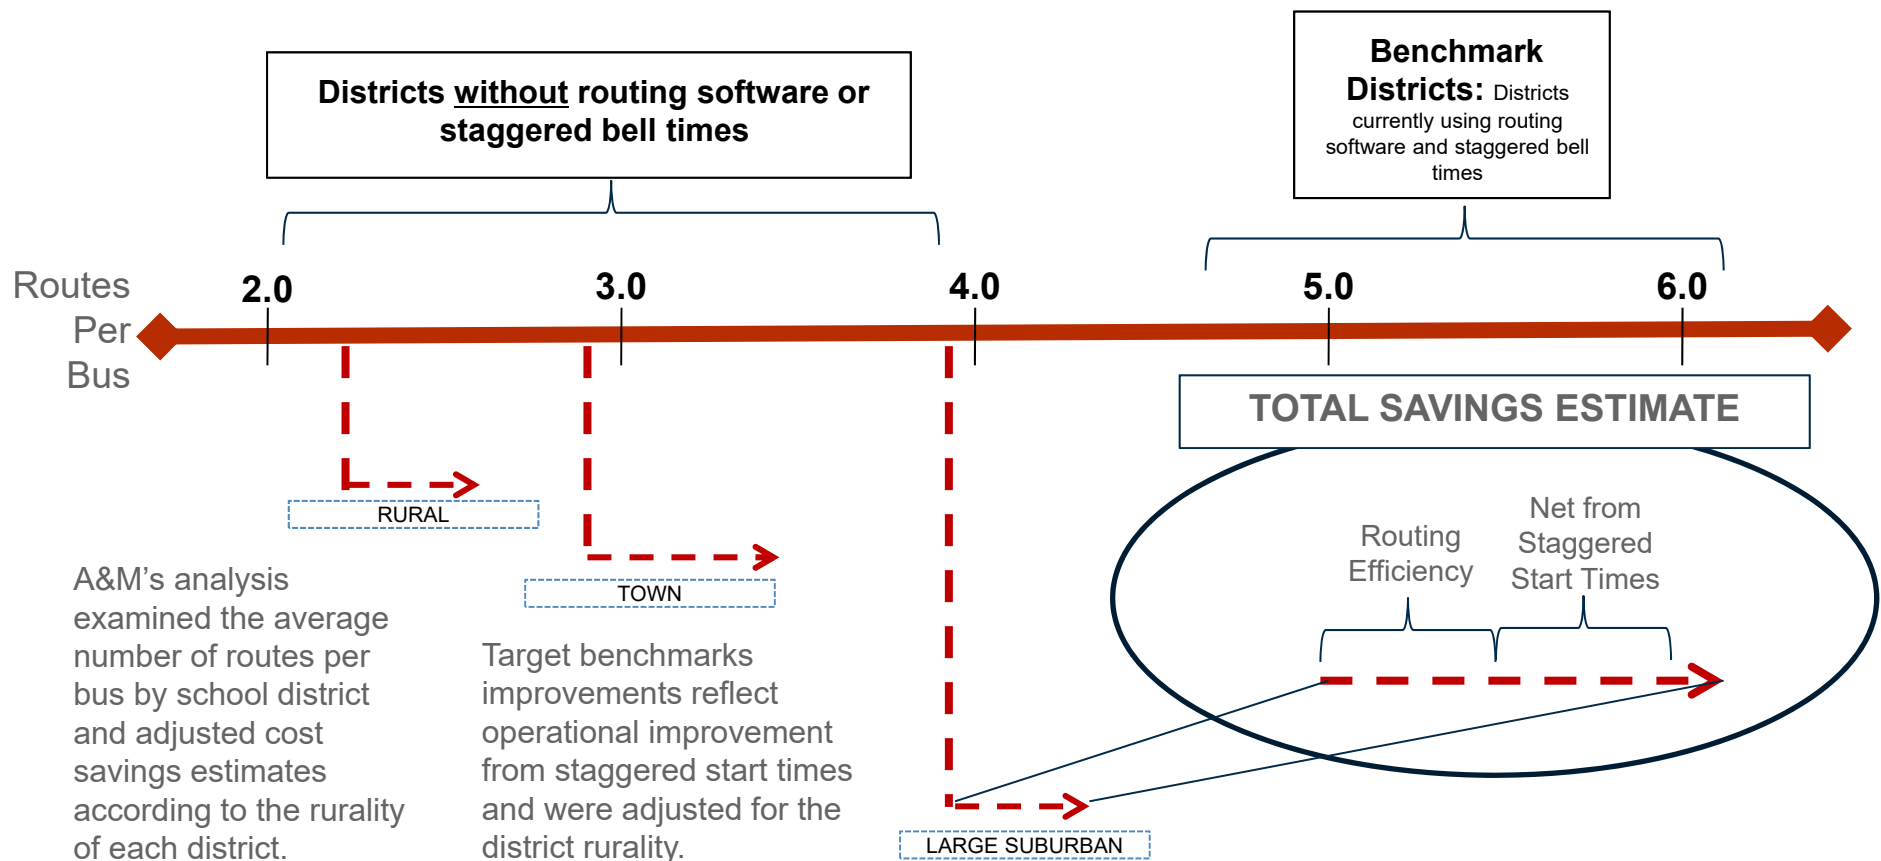 Districts without routing software or
staggered bell times
Benchmark
Districts: Districts
currently using routing
software and staggered bell
times
Routes
Per
Bus
2.0
3.0
4.0
5.0
6.0
TOTAL SAVINGS ESTIMATE
RURAL
TOWN
LARGE SUBURBAN
Routing
Efficiency
Net from
Staggered
Start Times
A&M’s analysis
examined the average
number of routes per
bus by school district
and adjusted cost
savings estimates
according to the rurality
of each district.
Target benchmarks
improvements reflect
operational improvement
from staggered start times
and were adjusted for the
district rurality.